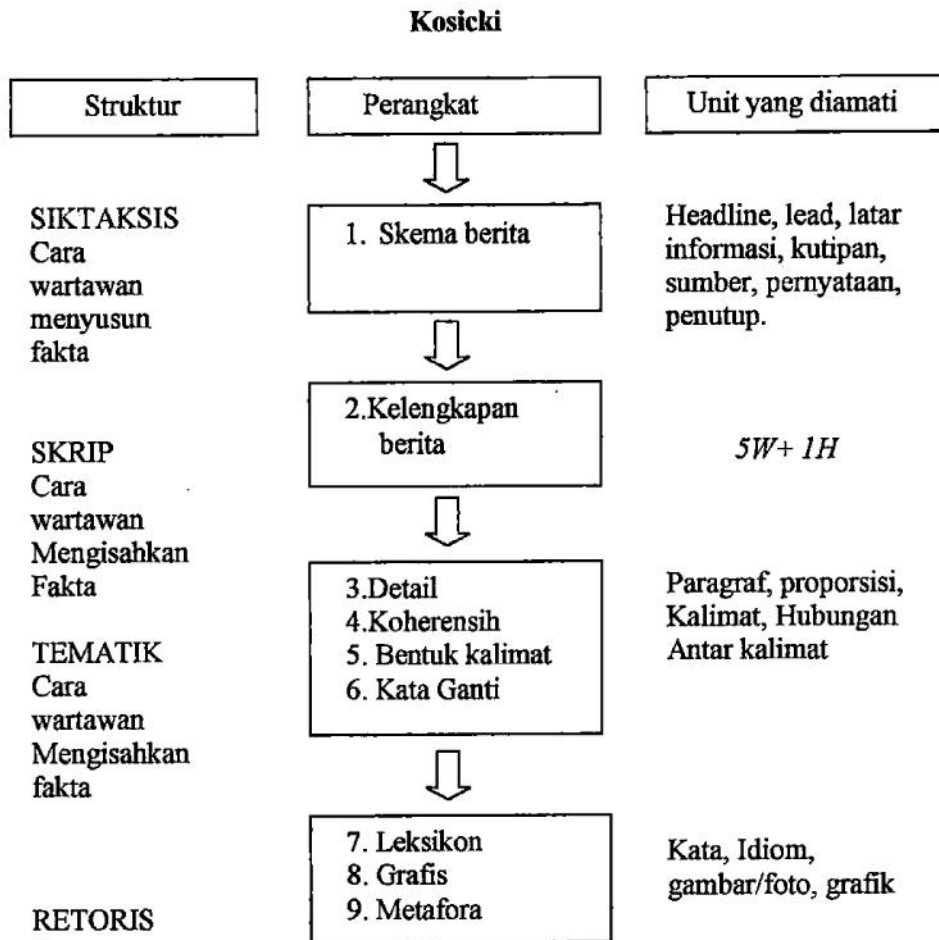 Kosicki
Struktur
Perangkat
Unit yang diamati
SIKTAKSIS
Cara
wartawan
menyusun
fakta
1. Skema berita
Headline, lead, latar
informasi, kutipan,
sumber, pernyataan,
penutup.
SKRIP
Cara
wartawan
Mengisahkan
Fakta
2.Kelengkapan
berita
5W+ 1H
TEMATIK
Cara
wartawan
Mengisahkan
fakta
3.Detail
4.Koherensih
5. Bentuk kalimat
6. Kata Ganti
Paragraf, proporsisi,
Kalimat, Hubungan
Antar kalimat
RETORIS
7. Leksikon
8. Grafis
9. Metafora
Kata, Idiom,
gambar/foto, grafik